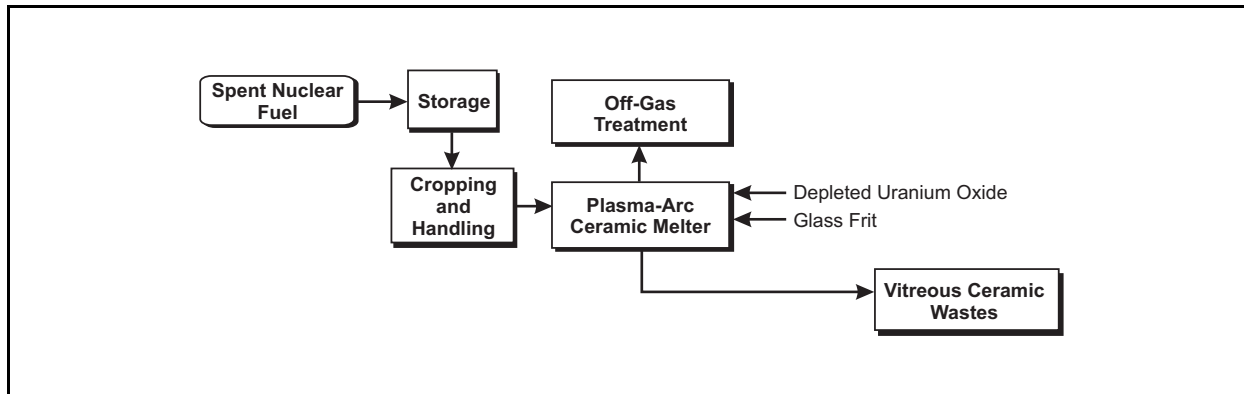 Spent Nuclear
Fuel
Storage
Off-Gas
Treatment
Cropping
and
Handling
Plasma-Arc
Ceramic Melter
Depleted Uranium Oxide
Glass Frit
Vitreous Ceramic
Wastes